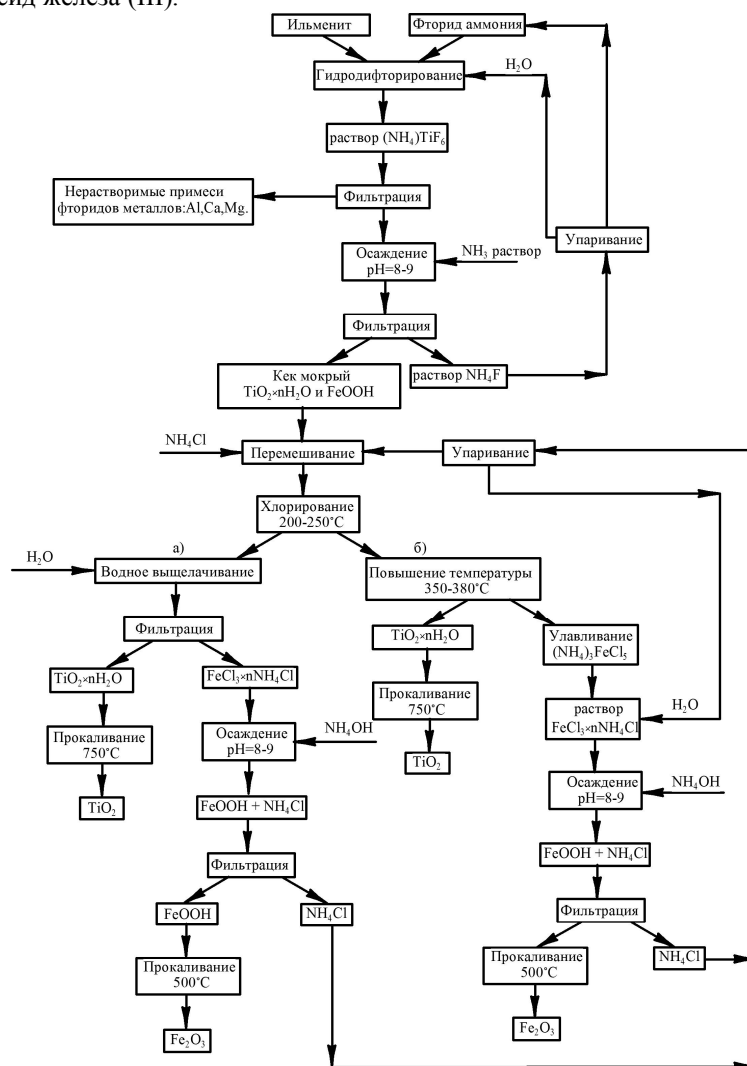 сид железа (III).
Ильменит
Фторид аммония
Гидродифторирование
H₂O
раствор (NH₄)TiF₆
Нерастворимые примеси
фторидов металлов:Al,Ca,Mg.
Фильтрация
Упаривание
Осаждение
pH=8-9
NH₃ раствор
Фильтрация
Кек мокрый
TiO₂×nH₂O и FeOOH
раствор NH₄F
NH₄Cl
Перемешивание
Упаривание
Хлорирование
200-250˚C
а)
б)
H₂O
Водное выщелачивание
Повышение температуры
350-380˚C
Фильтрация
TiO₂×nH₂O
Улавливание
(NH₄)₃FeCl₅
TiO₂×nH₂O
FeCl₃×nNH₄Cl
Прокаливание
750˚C
раствор
FeCl₃×nNH₄Cl
H₂O
Прокаливание
750˚C
Осаждение
pH=8-9
NH₄OH
TiO₂
Осаждение
pH=8-9
NH₄OH
TiO₂
FeOOH + NH₄Cl
FeOOH + NH₄Cl
Фильтрация
Фильтрация
FeOOH
NH₄Cl
Прокаливание
500˚C
NH₄Cl
Прокаливание
500˚C
Fe₂O₃
Fe₂O₃